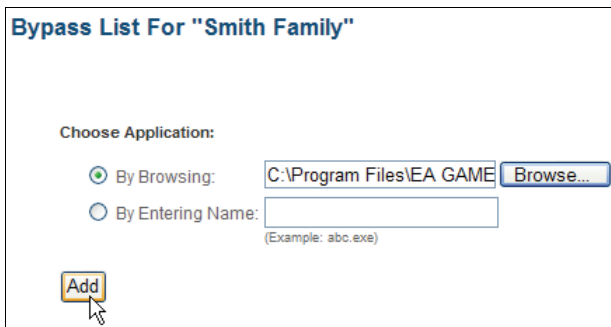 Bypass List For "Smith Family"
Choose Application:
By Browsing: C:\Program Files\EA GAME Browse...
By Entering Name:
(Example: abc.exe)
Add